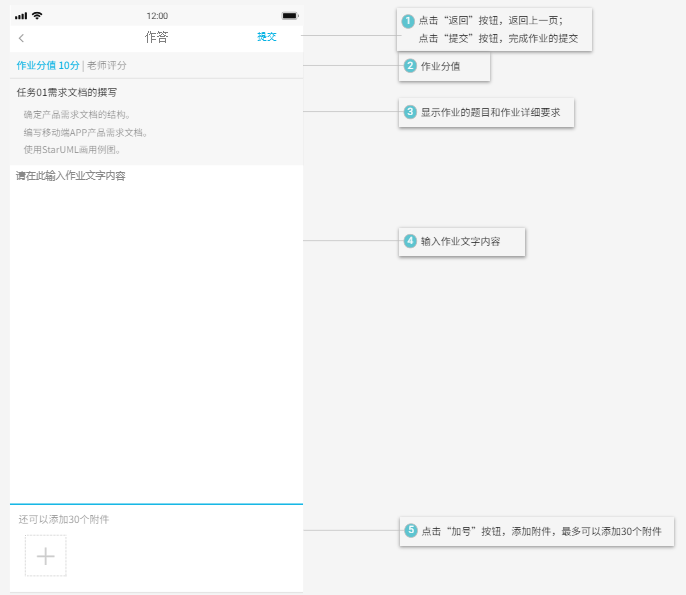 12:00
作答
提交
作业分值 10分 | 老师评分
任务01需求文档的撰写
确定产品需求文档的结构。
编写移动端APP产品需求文档。
使用StarUML画用例图。
请在此输入作业文字内容
还可以添加30个附件
1 点击“返回”按钮，返回上一页；
点击“提交”按钮，完成作业的提交
2 作业分值
3 显示作业的题目和作业详细要求
4 输入作业文字内容
5 点击“加号”按钮，添加附件，最多可以添加30个附件